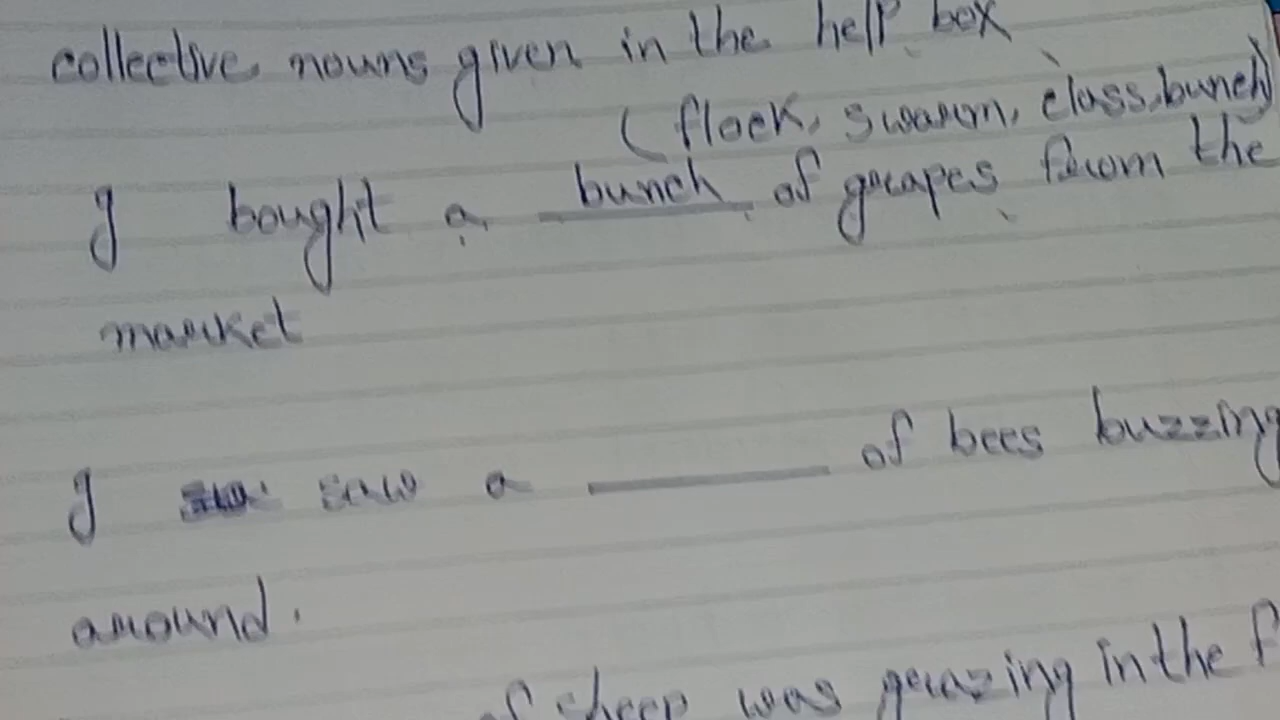 collective nouns given in the help box
(flock, swarm, class, bunch)
I bought a bunch of grapes from the
market
I saw a ______ of bees buzzing
around.
of sheep was grazing in the f